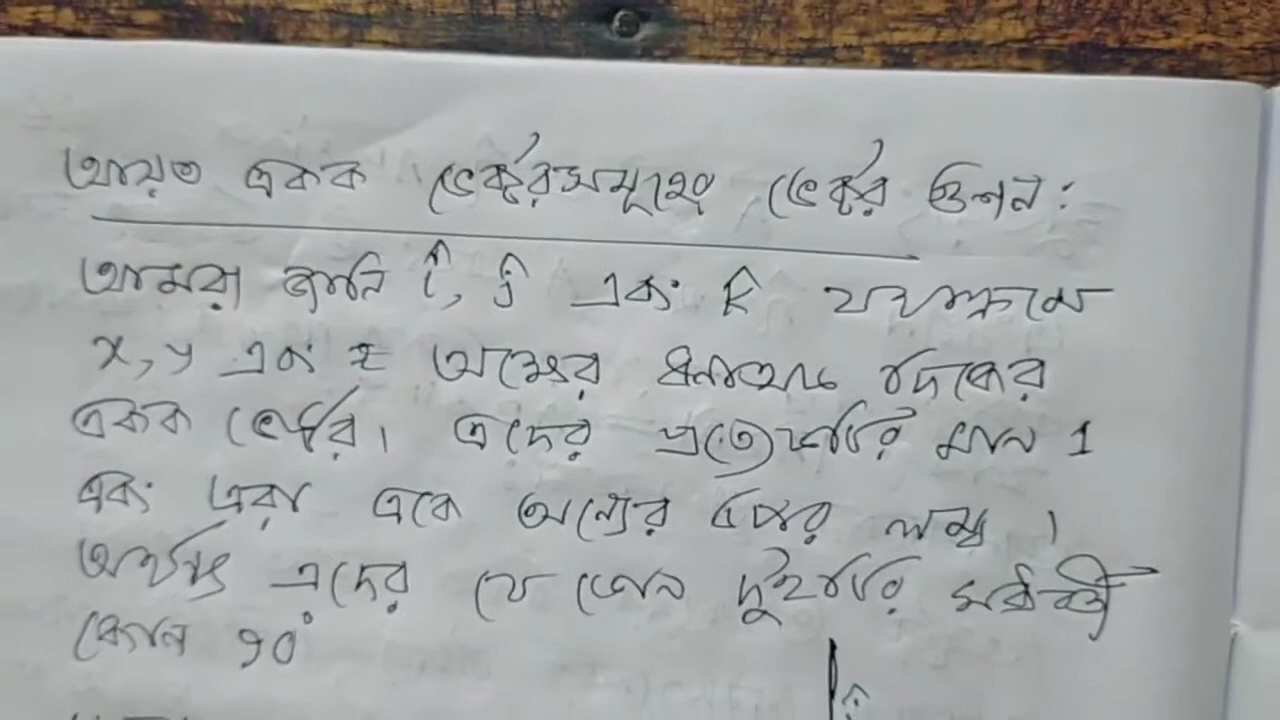 আয়ত একক ভেক্টরসমূহের ভেক্টর গুণন :
আমরা জানি î, ĵ এবং k̂ যথাক্রমে
x, y এবং z অক্ষের ধনাত্মক দিকের
একক ভেক্টর। এদের প্রত্যেকটির মান 1
এবং এরা একে অন্যের উপর লম্ব ।
অর্থাৎ এদের যে কোন দুইটির মধ্যবর্তী
কোন 90°